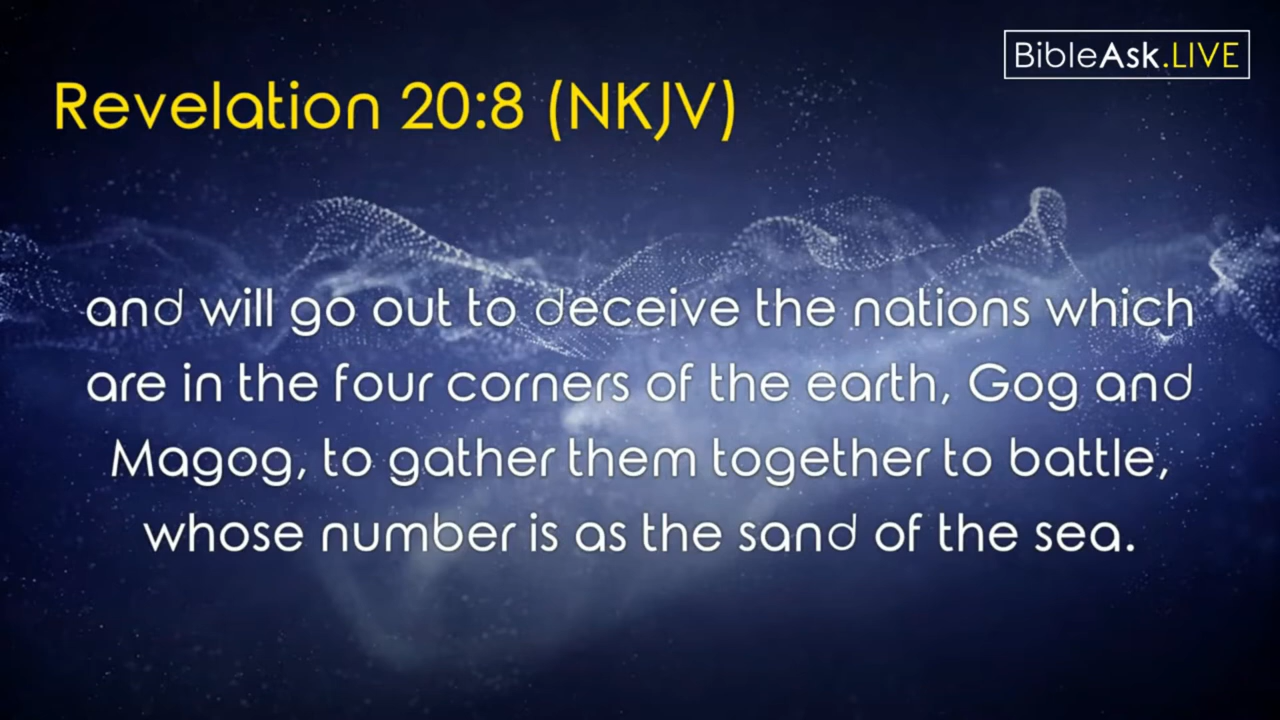 BibleAsk.LIVE
Revelation 20:8 (NKJV)
and will go out to deceive the nations which
are in the four corners of the earth, Gog and
Magog, to gather them together to battle,
whose number is as the sand of the sea.